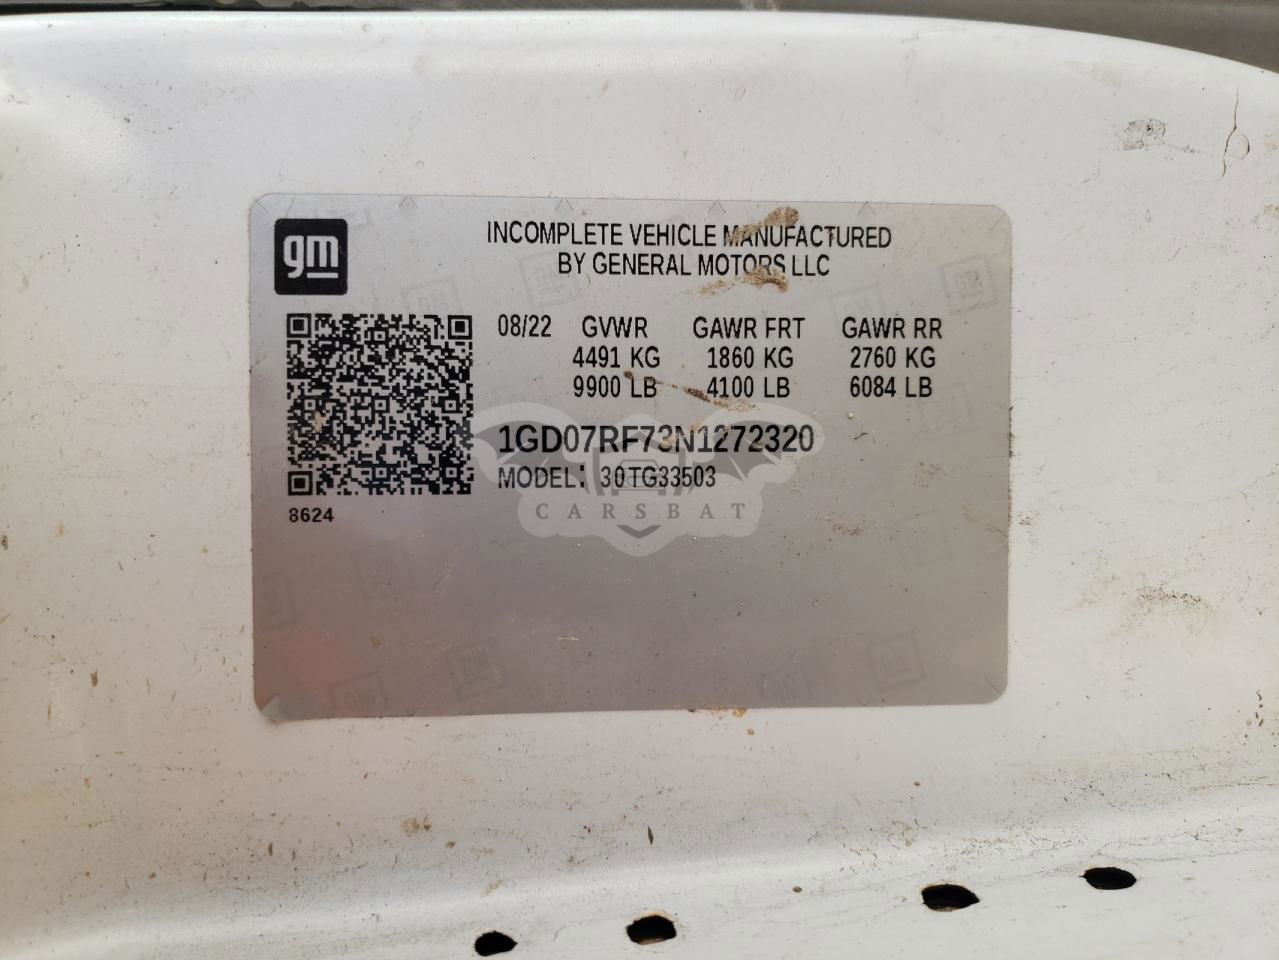 gm
INCOMPLETE VEHICLE MANUFACTURED
BY GENERAL MOTORS LLC
08/22 GVWR GAWR FRT GAWR RR
4491 KG 1860 KG 2760 KG
9900 LB 4100 LB 6084 LB
1GD07RF73N1272320
MODEL: 30TG33503
CARSBAT
8624